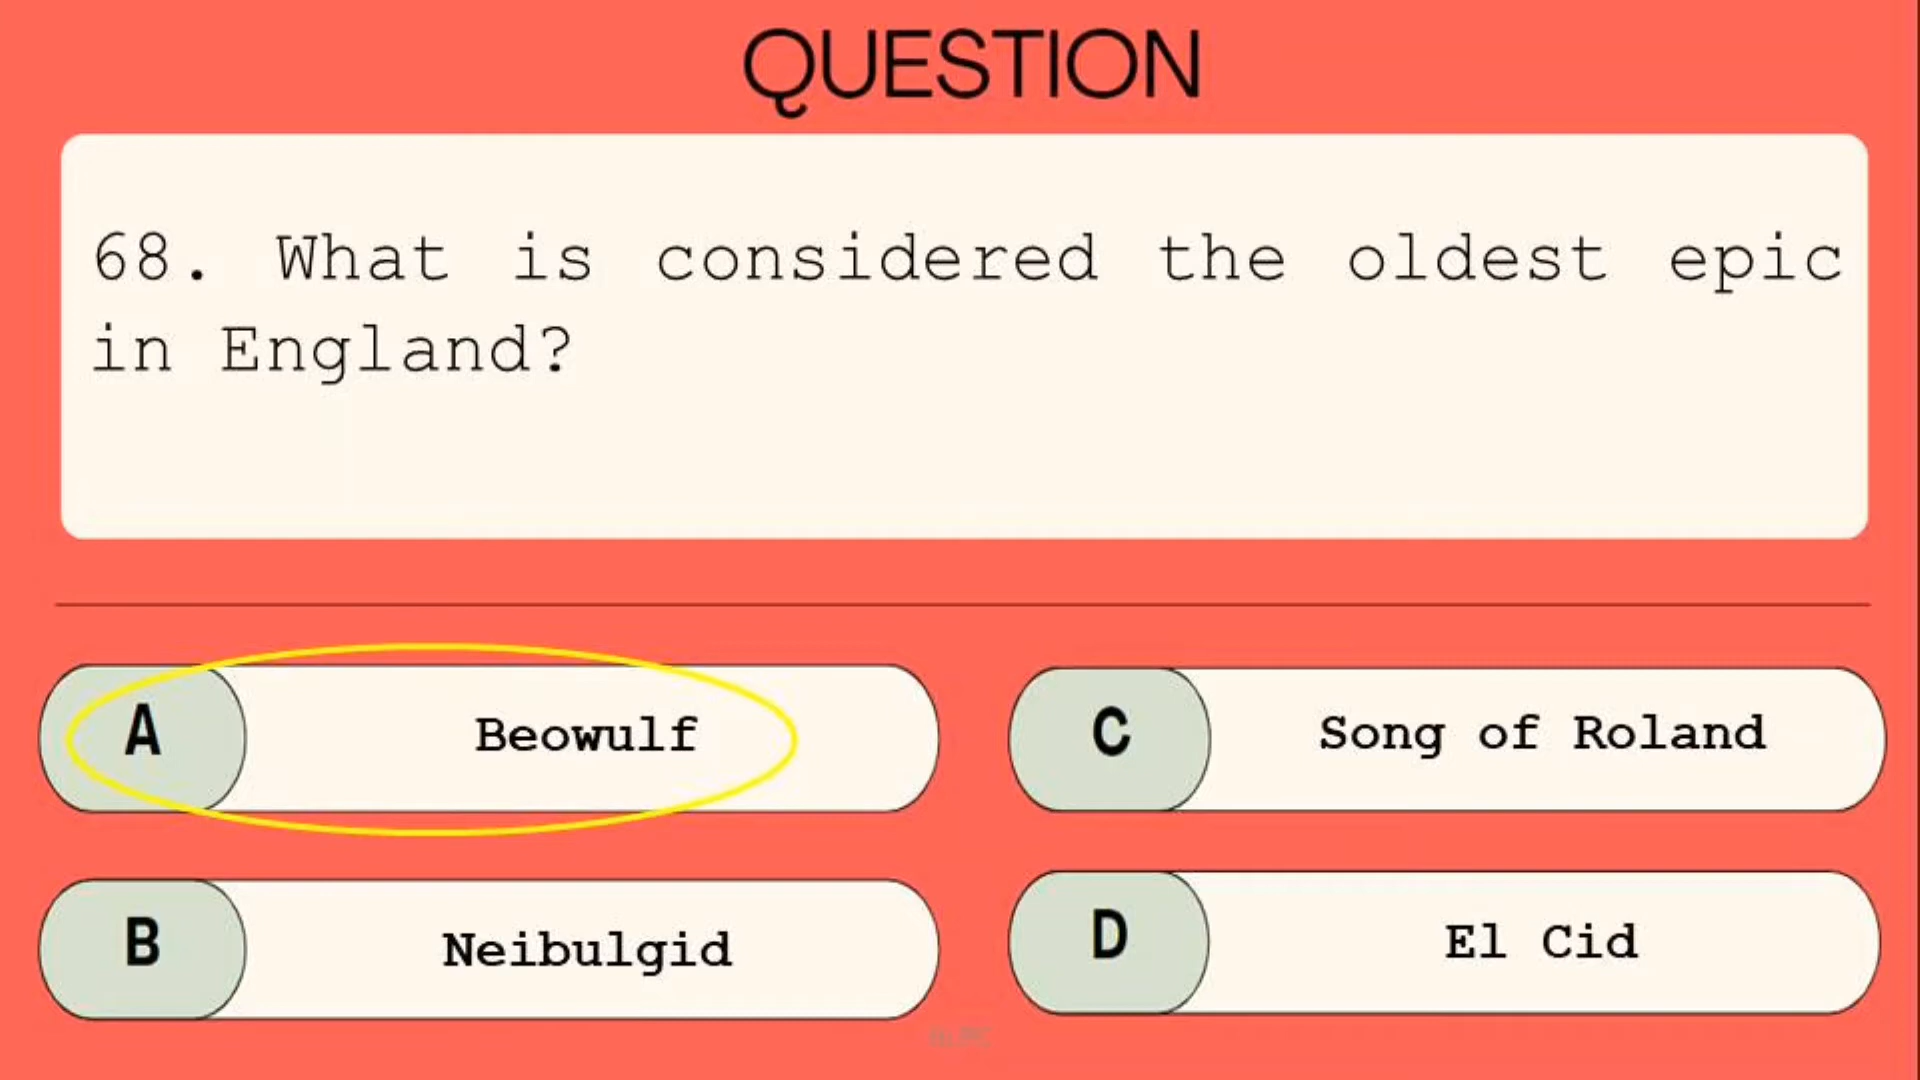 QUESTION
68. What is considered the oldest epic
in England?
A Beowulf
C Song of Roland
B Neibulgid
D El Cid